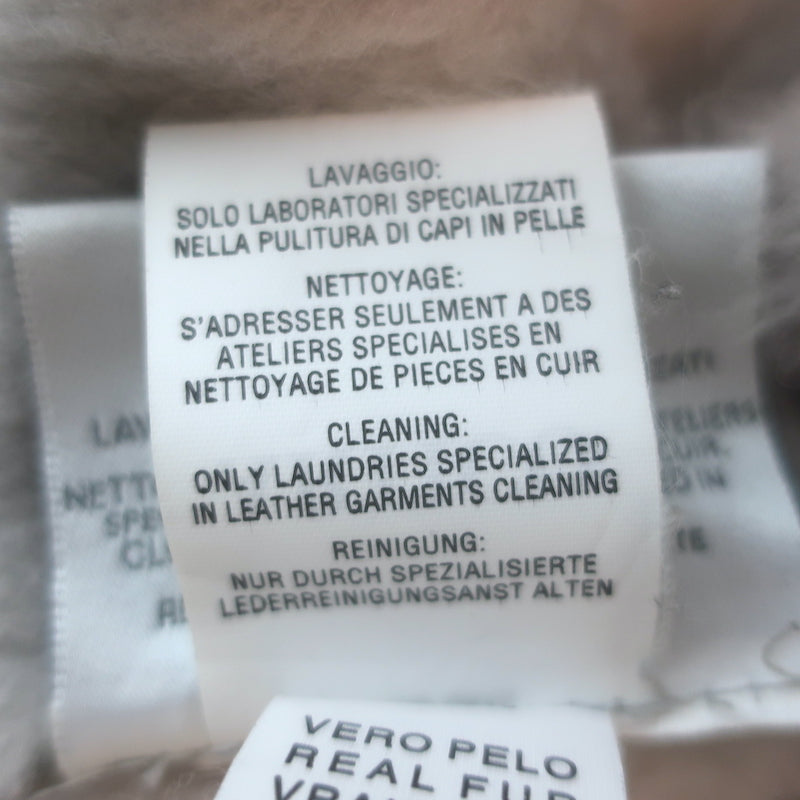 LAVAGGIO:
SOLO LABORATORI SPECIALIZZATI
NELLA PULITURA DI CAPI IN PELLE
NETTOYAGE:
S'ADRESSER SEULEMENT A DES
ATELIERS SPECIALISES EN
NETTOYAGE DE PIECES EN CUIR
CLEANING:
ONLY LAUNDRIES SPECIALIZED
IN LEATHER GARMENTS CLEANING
REINIGUNG:
NUR DURCH SPEZIALISIERTE
LEDERREINIGUNGSANST ALTEN
VERO PELO
REAL FUR